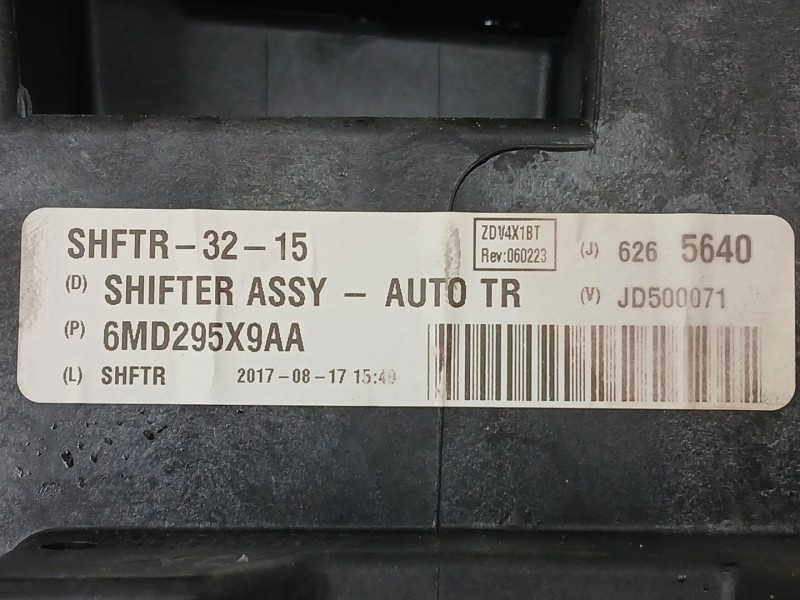 SHFTR-32-15
ZDV4X1BT
Rev:060223
(J) 626 5640
(D) SHIFTER ASSY - AUTO TR
(V) JD500071
(P) 6MD295X9AA
(L) SHFTR 2017-08-17 15:49